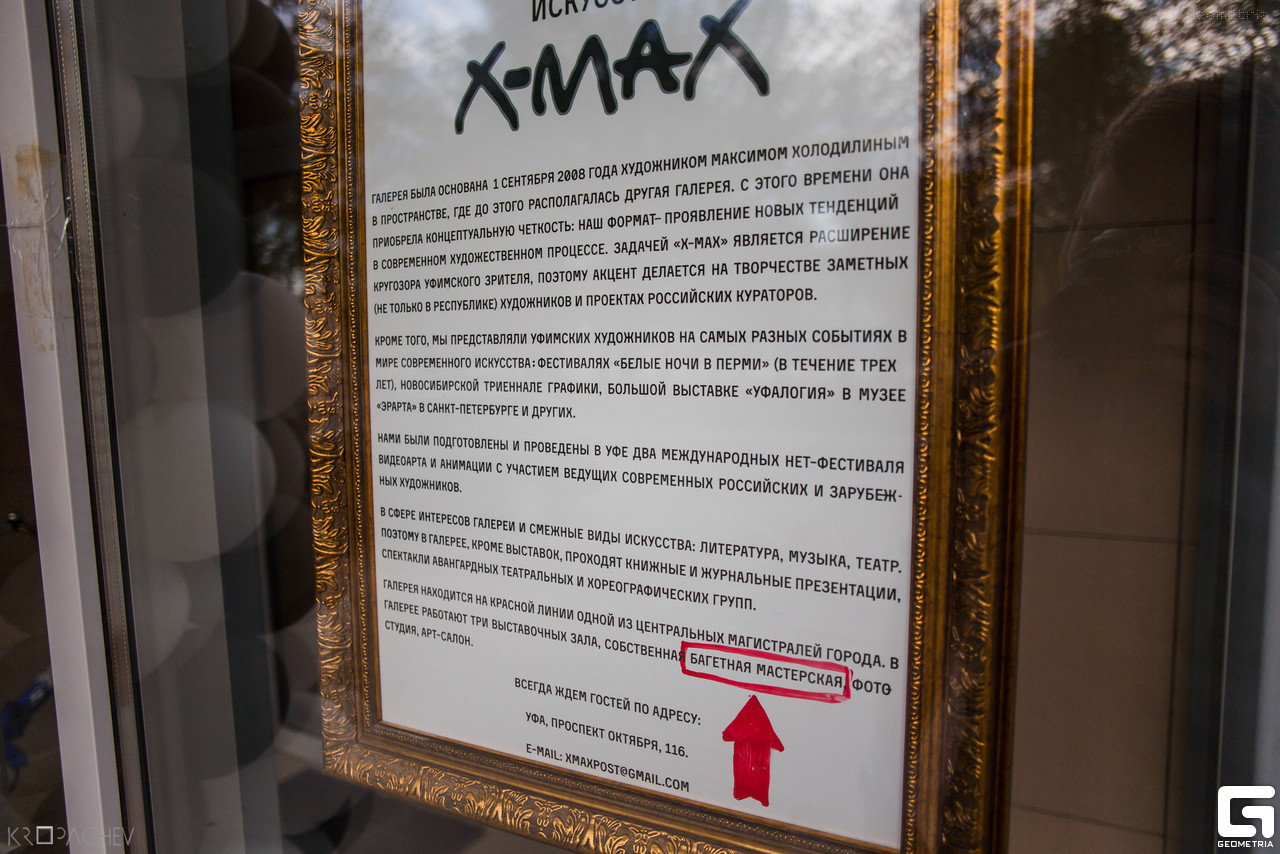 X-MAX
ГАЛЕРЕЯ БЫЛА ОСНОВАНА 1 СЕНТЯБРЯ 2008 ГОДА ХУДОЖНИКОМ МАКСИМОМ ХОЛОДИЛИНЫМ
В ПРОСТРАНСТВЕ, ГДЕ ДО ЭТОГО РАСПОЛАГАЛАСЬ ДРУГАЯ ГАЛЕРЕЯ. С ЭТОГО ВРЕМЕНИ ОНА
ПРИОБРЕЛА КОНЦЕПТУАЛЬНУЮ ЧЕТКОСТЬ: НАШ ФОРМАТ– ПРОЯВЛЕНИЕ НОВЫХ ТЕНДЕНЦИЙ
В СОВРЕМЕННОМ ХУДОЖЕСТВЕННОМ ПРОЦЕССЕ. ЗАДАЧЕЙ «X-MAX» ЯВЛЯЕТСЯ РАСШИРЕНИЕ
КРУГОЗОРА УФИМСКОГО ЗРИТЕЛЯ, ПОЭТОМУ АКЦЕНТ ДЕЛАЕТСЯ НА ТВОРЧЕСТВЕ ЗАМЕТНЫХ
(НЕ ТОЛЬКО В РЕСПУБЛИКЕ) ХУДОЖНИКОВ И ПРОЕКТАХ РОССИЙСКИХ КУРАТОРОВ.
КРОМЕ ТОГО, МЫ ПРЕДСТАВЛЯЛИ УФИМСКИХ ХУДОЖНИКОВ НА САМЫХ РАЗНЫХ СОБЫТИЯХ В
МИРЕ СОВРЕМЕННОГО ИСКУССТВА: ФЕСТИВАЛЯХ «БЕЛЫЕ НОЧИ В ПЕРМИ» (В ТЕЧЕНИЕ ТРЕХ
ЛЕТ), НОВОСИБИРСКОЙ ТРИЕННАЛЕ ГРАФИКИ, БОЛЬШОЙ ВЫСТАВКЕ «УФАЛОГИЯ» В МУЗЕЕ
«ЭРАРТА» В САНКТ-ПЕТЕРБУРГЕ И ДРУГИХ.
НАМИ БЫЛИ ПОДГОТОВЛЕНЫ И ПРОВЕДЕНЫ В УФЕ ДВА МЕЖДУНАРОДНЫХ НЕТ-ФЕСТИВАЛЯ
ВИДЕОАРТА И АНИМАЦИИ С УЧАСТИЕМ ВЕДУЩИХ СОВРЕМЕННЫХ РОССИЙСКИХ И ЗАРУБЕЖ-
НЫХ ХУДОЖНИКОВ.
В СФЕРЕ ИНТЕРЕСОВ ГАЛЕРЕИ И СМЕЖНЫЕ ВИДЫ ИСКУССТВА: ЛИТЕРАТУРА, МУЗЫКА, ТЕАТР.
ПОЭТОМУ В ГАЛЕРЕЕ, КРОМЕ ВЫСТАВОК, ПРОХОДЯТ КНИЖНЫЕ И ЖУРНАЛЬНЫЕ ПРЕЗЕНТАЦИИ,
СПЕКТАКЛИ АВАНГАРДНЫХ ТЕАТРАЛЬНЫХ И ХОРЕОГРАФИЧЕСКИХ ГРУПП.
ГАЛЕРЕЯ НАХОДИТСЯ НА КРАСНОЙ ЛИНИИ ОДНОЙ ИЗ ЦЕНТРАЛЬНЫХ МАГИСТРАЛЕЙ ГОРОДА. В
ГАЛЕРЕЕ РАБОТАЮТ ТРИ ВЫСТАВОЧНЫХ ЗАЛА, СОБСТВЕННАЯ БАГЕТНАЯ МАСТЕРСКАЯ, ФОТО
СТУДИЯ, АРТ-САЛОН.
ВСЕГДА ЖДЕМ ГОСТЕЙ ПО АДРЕСУ:
УФА, ПРОСПЕКТ ОКТЯБРЯ, 116.
E-MAIL: XMAXPOST@GMAIL.COM
KROPACHEV
GEOMETRIA